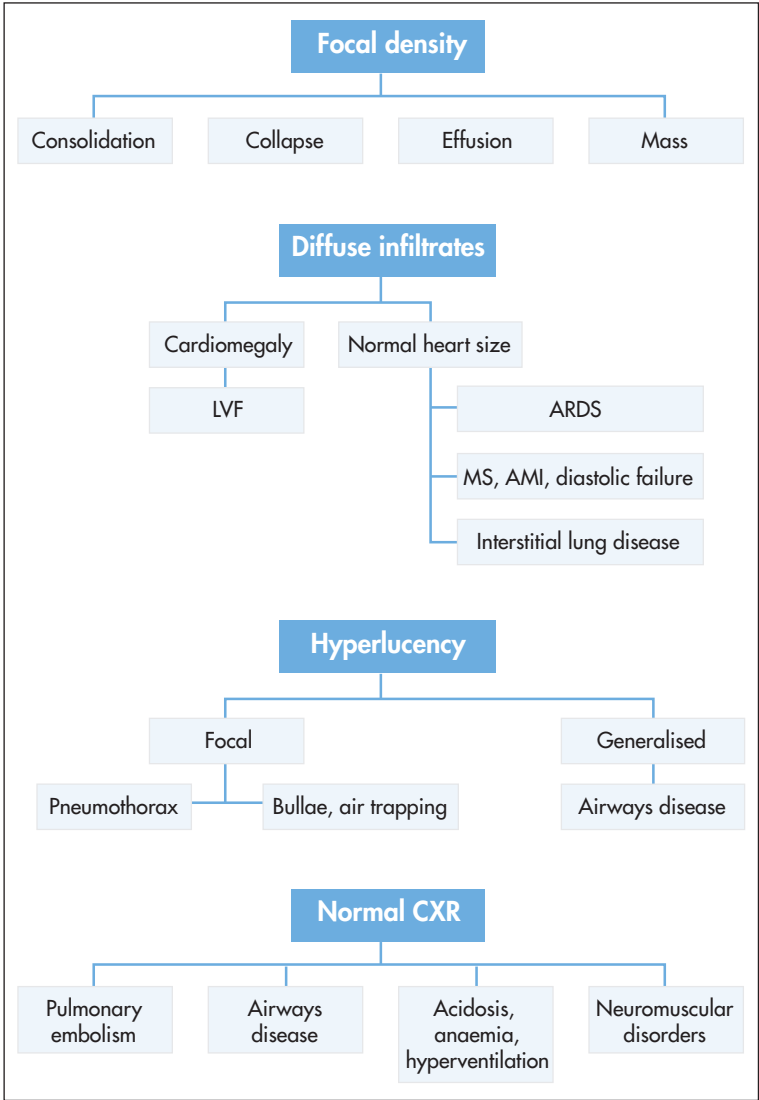 Focal density
Consolidation
Collapse
Effusion
Mass
Diffuse infiltrates
Cardiomegaly
Normal heart size
LVF
ARDS
MS, AMI, diastolic failure
Interstitial lung disease
Hyperlucency
Focal
Generalised
Pneumothorax
Bullae, air trapping
Airways disease
Normal CXR
Pulmonary
embolism
Airways
disease
Acidosis,
anaemia,
hyperventilation
Neuromuscular
disorders